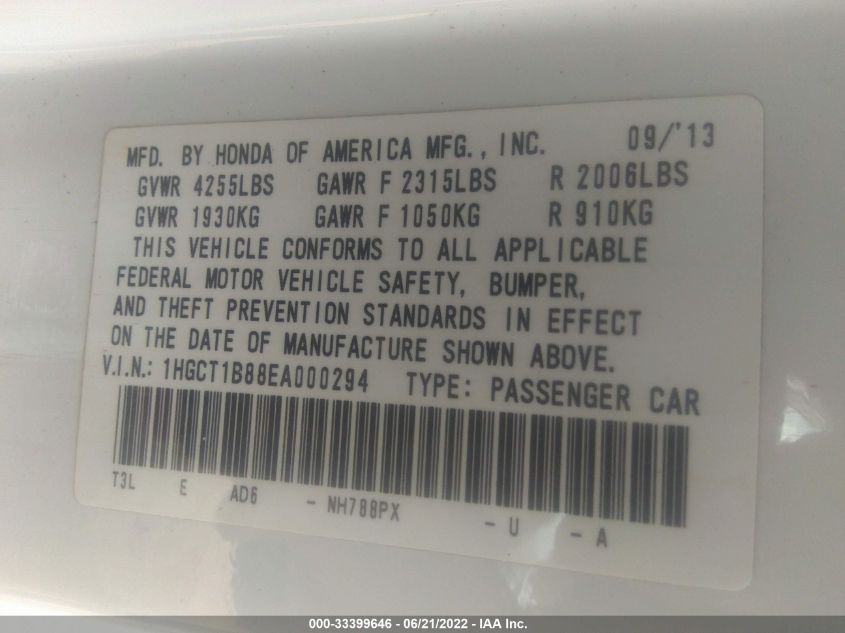 MFD. BY HONDA OF AMERICA MFG., INC. 09/'13
GVWR 4255LBS GAWR F 2315LBS R 2006LBS
GVWR 1930KG GAWR F 1050KG R 910KG
THIS VEHICLE CONFORMS TO ALL APPLICABLE
FEDERAL MOTOR VEHICLE SAFETY, BUMPER,
AND THEFT PREVENTION STANDARDS IN EFFECT
ON THE DATE OF MANUFACTURE SHOWN ABOVE.
V.I.N.: 1HGCT1B88EA000294 TYPE: PASSENGER CAR
T3L E AD6 - NH788PX - U - A
000-33399646 - 06/21/2022 - IAA Inc.